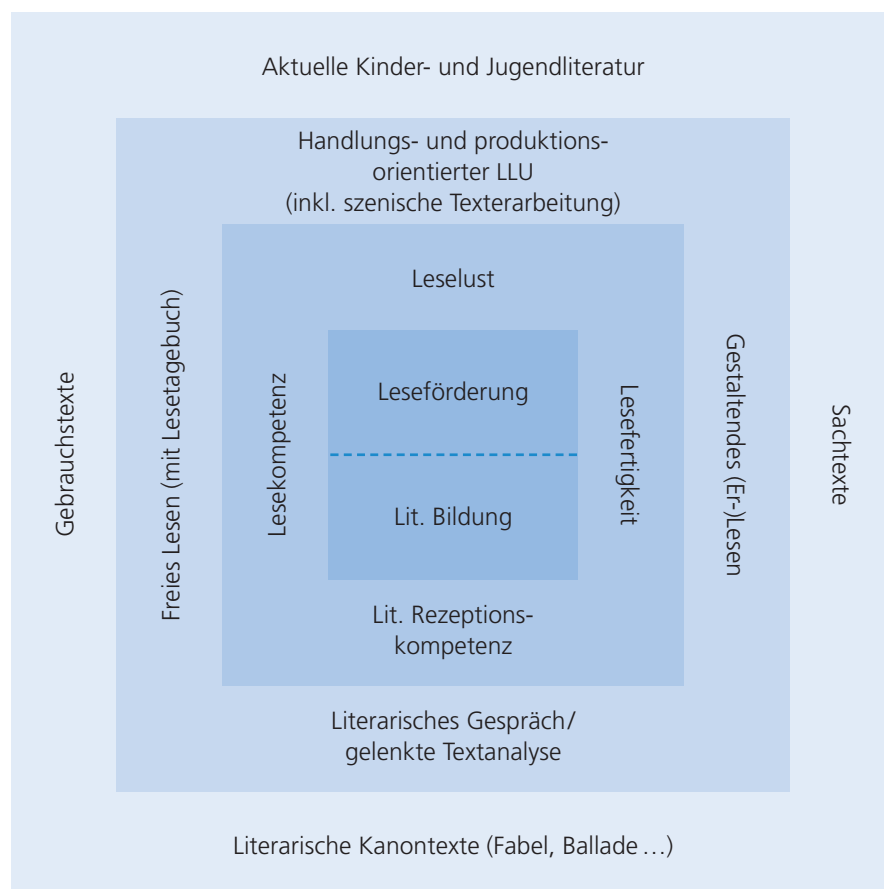 Aktuelle Kinder- und Jugendliteratur
Handlungs- und produktions-
orientierter LLU
(inkl. szenische Texterarbeitung)
Leselust
Gebrauchstexte
Freies Lesen (mit Lesetagebuch)
Lesekompetenz
Leseförderung
Lit. Bildung
Lesefertigkeit
Gestaltendes (Er-)Lesen
Sachtexte
Lit. Rezeptions-
kompetenz
Literarisches Gespräch/
gelenkte Textanalyse
Literarische Kanontexte (Fabel, Ballade …)